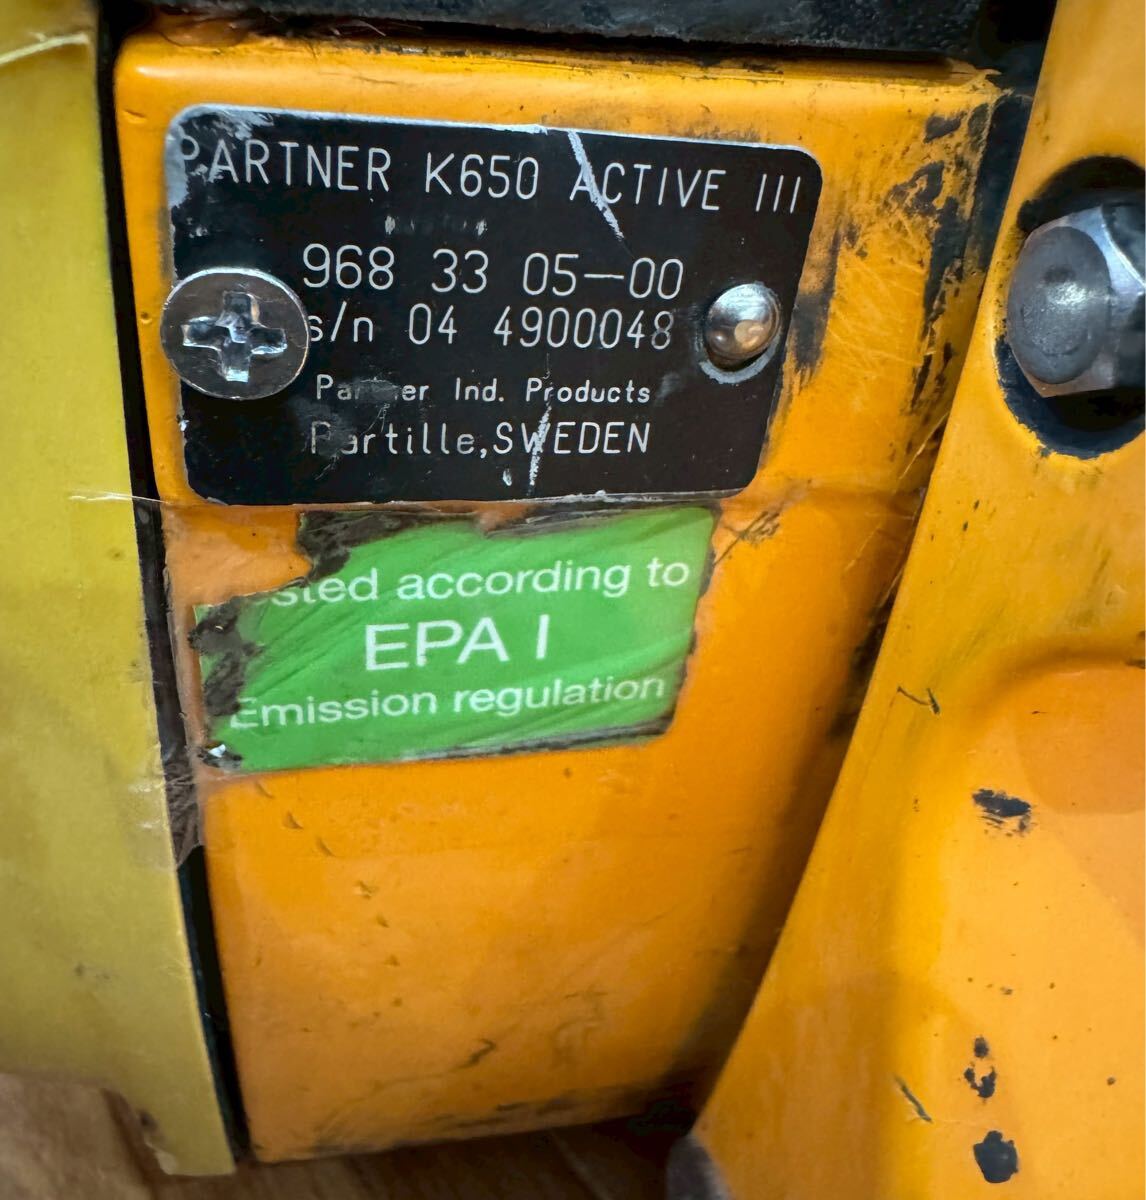 PARTNER K650 ACTIVE III
968 33 05-00
s/n 04 4900048
Partner Ind. Products
Partille, SWEDEN
sted according to
EPA I
Emission regulation